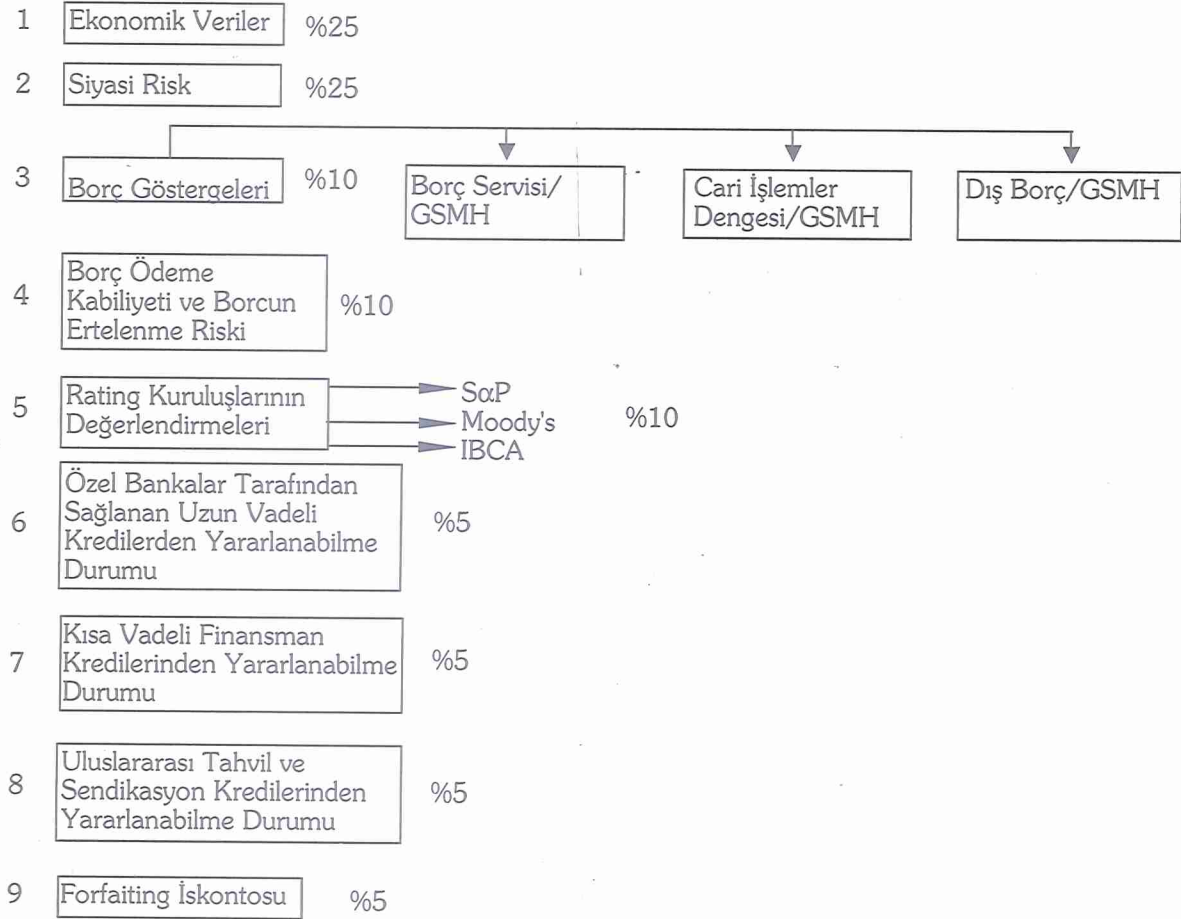 1 Ekonomik Veriler %25
2 Siyasi Risk %25
3 Borç Göstergeleri %10
Borç Servisi/
GSMH
Cari İşlemler
Dengesi/GSMH
Dış Borç/GSMH
4
Borç Ödeme
Kabiliyeti ve Borcun
Ertelenme Riski
%10
5
Rating Kuruluşlarının
Değerlendirmeleri
SαP
Moody's
IBCA
%10
6
Özel Bankalar Tarafından
Sağlanan Uzun Vadeli
Kredilerden Yararlanabilme
Durumu
%5
7
Kısa Vadeli Finansman
Kredilerinden Yararlanabilme
Durumu
%5
8
Uluslararası Tahvil ve
Sendikasyon Kredilerinden
Yararlanabilme Durumu
%5
9 Forfaiting İskontosu %5